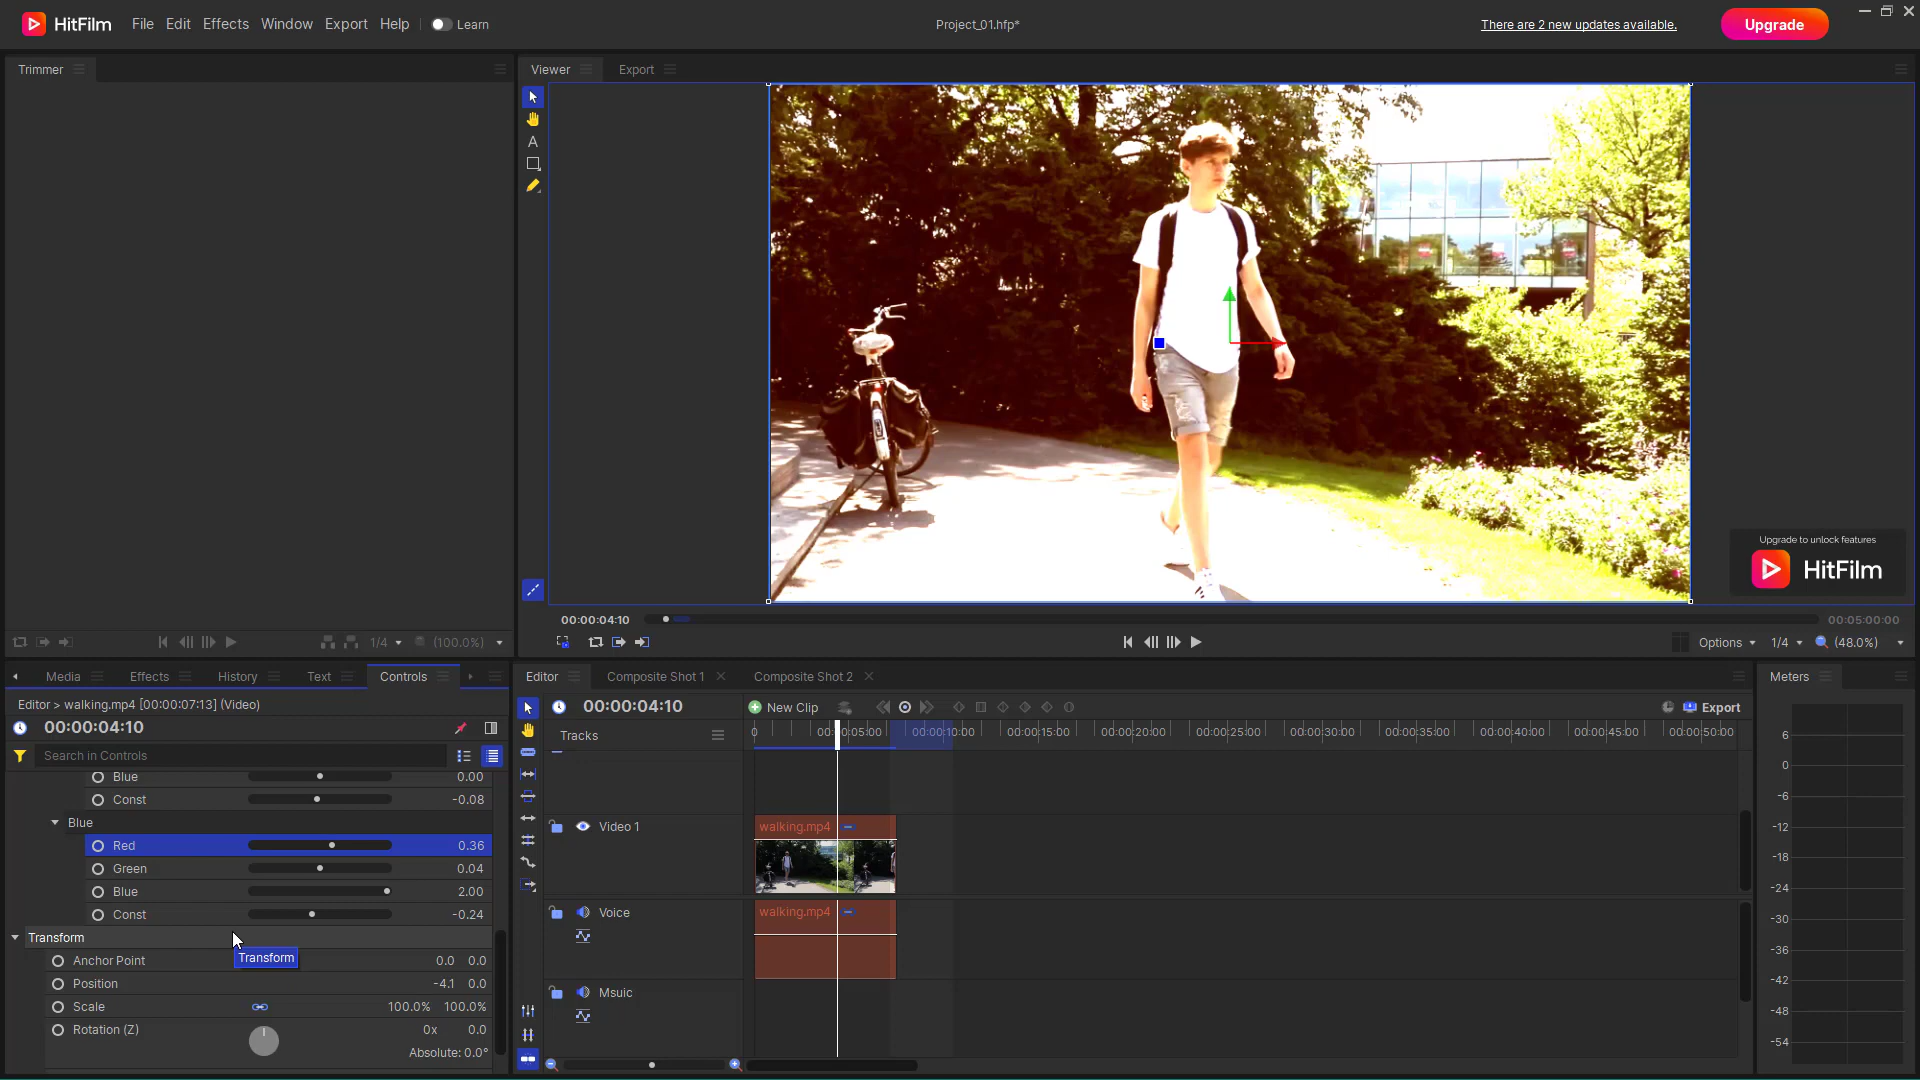 HitFilm File Edit Effects Window Export Help Learn Project_01.hfp* There are 2 new updates available. Upgrade
Trimmer
Viewer Export
A
Upgrade to unlock features
HitFilm
00:00:04:10 00:05:00:00
1/4 (100.0%)
Options 1/4 (48.0%)
Media Effects History Text Controls
Editor > walking.mp4 [00:00:07:13] (Video)
00:00:04:10
Search in Controls
Blue 0.00
Const -0.08
Blue
Red 0.36
Green 0.04
Blue 2.00
Const -0.24
Transform
Transform
Anchor Point 0.0 0.0
Position -4.1 0.0
Scale 100.0% 100.0%
Rotation (Z) 0x 0.0
Absolute: 0.0°
Editor Composite Shot 1 Composite Shot 2
00:00:04:10 New Clip Export
Tracks
0 00:00:05:00 00:00:10:00 00:00:15:00 00:00:20:00 00:00:25:00 00:00:30:00 00:00:35:00 00:00:40:00 00:00:45:00 00:00:50:00
Video 1 walking.mp4
Voice walking.mp4
Msuic
Meters
6
0
-6
-12
-18
-24
-30
-36
-42
-48
-54